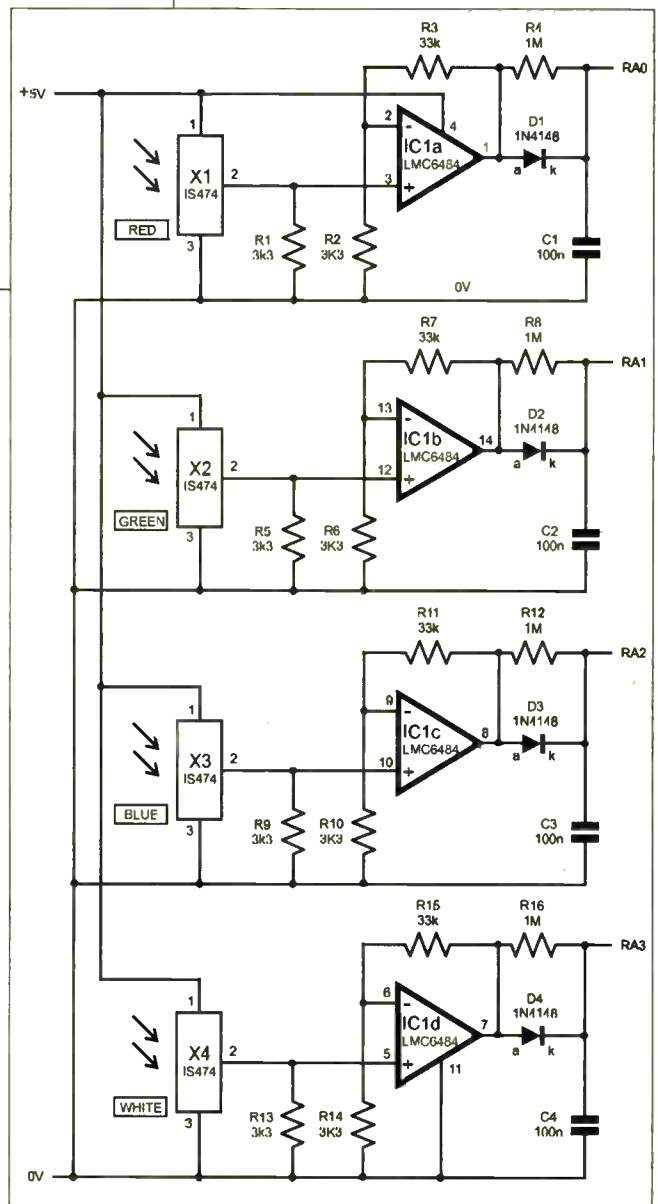 R3
33k
R4
1M
RA0
+5V
1
2
-
4
D1
1N4148
X1
IS474
2
IC1a
LMC6484
1
a
k
3
+
RED
3
R1
3k3
R2
3K3
C1
100n
0V
R7
33k
R8
1M
RA1
1
13
-
D2
1N4148
X2
IS474
2
IC1b
LMC6484
14
a
k
12
+
GREEN
3
R5
3k3
R6
3K3
C2
100n
R11
33k
R12
1M
RA2
1
9
-
D3
1N4148
X3
IS474
2
IC1c
LMC6484
8
a
k
10
+
BLUE
3
R9
3k3
R10
3K3
C3
100n
R15
33k
R16
1M
RA3
1
6
-
D4
1N4148
X4
IS474
2
IC1d
LMC6484
7
a
k
5
+
11
WHITE
3
R13
3k3
R14
3K3
C4
100n
0V